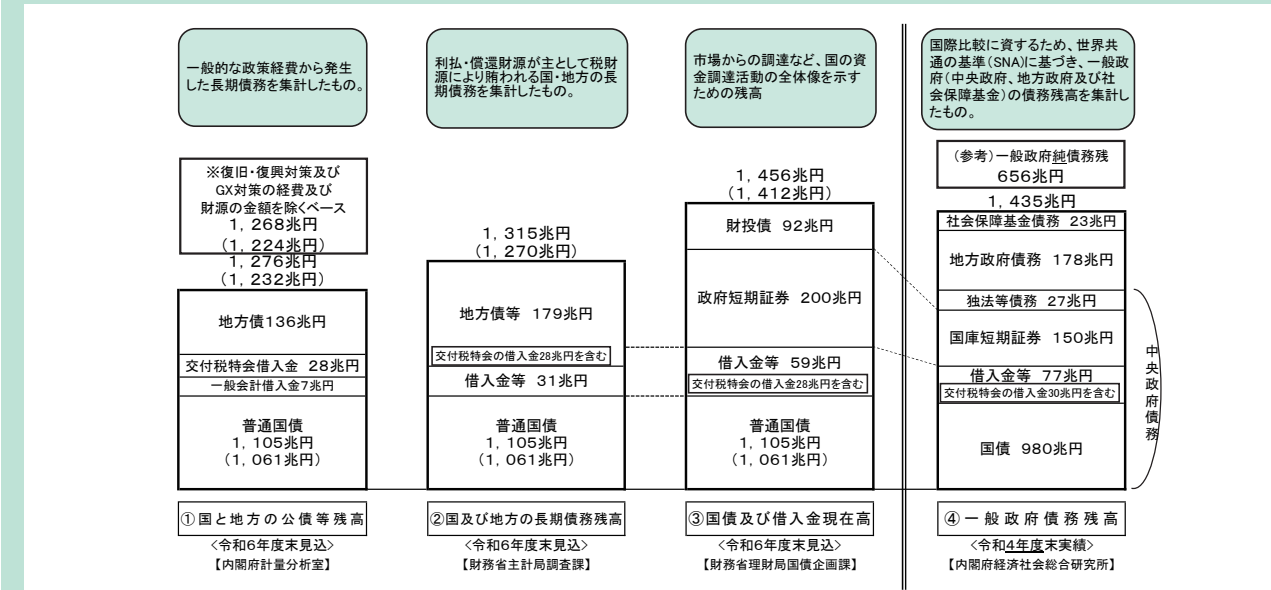 一般的な政策経費から発生
した長期債務を集計したもの。
※復旧・復興対策及び
GX対策の経費及び
財源の金額を除くベース
1,268兆円
(1,224兆円)
1,276兆円
(1,232兆円)
地方債136兆円
交付税特会借入金 28兆円
一般会計借入金7兆円
普通国債
1,105兆円
(1,061兆円)
①国と地方の公債等残高
<令和6年度末見込>
【内閣府計量分析室】
利払・償還財源が主として税財
源により賄われる国・地方の長
期債務を集計したもの。
1,315兆円
(1,270兆円)
地方債等 179兆円
交付税特会の借入金28兆円を含む
借入金等 31兆円
普通国債
1,105兆円
(1,061兆円)
②国及び地方の長期債務残高
<令和6年度末見込>
【財務省主計局調査課】
市場からの調達など、国の資
金調達活動の全体像を示す
ための残高
1,456兆円
(1,412兆円)
財投債 92兆円
政府短期証券 200兆円
借入金等 59兆円
交付税特会の借入金28兆円を含む
普通国債
1,105兆円
(1,061兆円)
③国債及び借入金現在高
<令和6年度末見込>
【財務省理財局国債企画課】
国際比較に資するため、世界共
通の基準(SNA)に基づき、一般政
府(中央政府、地方政府及び社
会保障基金)の債務残高を集計し
たもの。
(参考)一般政府純債務残
656兆円
1,435兆円
社会保障基金債務 23兆円
地方政府債務 178兆円
独法等債務 27兆円
国庫短期証券 150兆円
借入金等 77兆円
交付税特会の借入金30兆円を含む
国債 980兆円
中央政府債務
④一般政府債務残高
<令和4年度末実績>
【内閣府経済社会総合研究所】